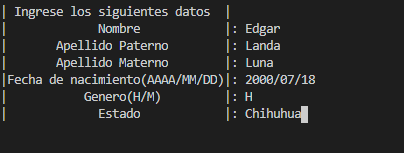 | Ingrese los siguientes datos |
| Nombre |: Edgar
| Apellido Paterno |: Landa
| Apellido Materno |: Luna
|Fecha de nacimiento(AAAA/MM/DD)|: 2000/07/18
| Genero(H/M) |: H
| Estado |: Chihuhua